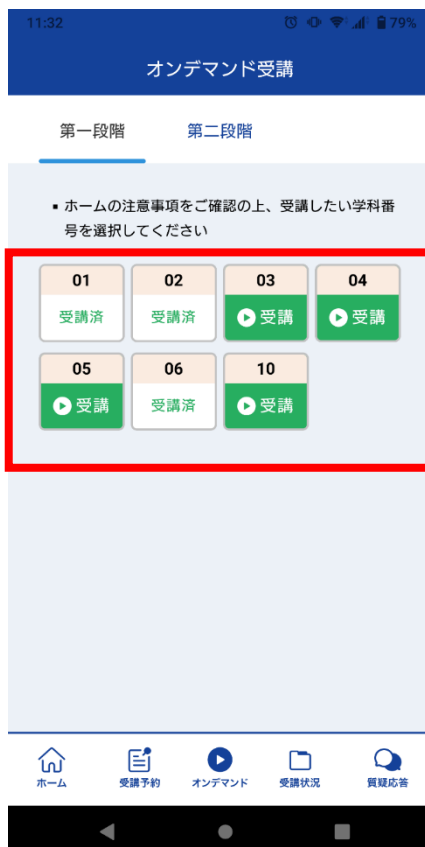 11:32 79%
オンデマンド受講
第一段階 第二段階
▪ ホームの注意事項をご確認の上、受講したい学科番
号を選択してください
01 02 03 04
受講済 受講済 受講 受講
05 06 10
受講 受講済 受講
ホーム 受講予約 オンデマンド 受講状況 質疑応答